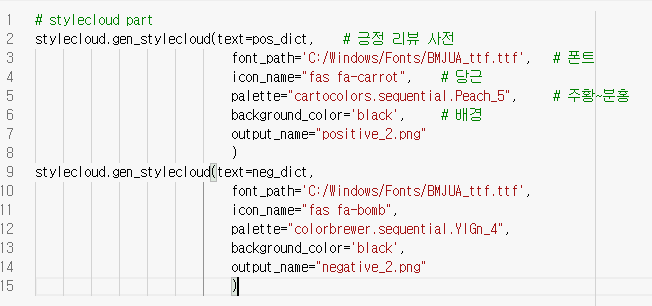 1 # stylecloud part
2 stylecloud.gen_stylecloud(text=pos_dict, # 긍정 리뷰 사전
3 font_path='C:/Windows/Fonts/BMJUA_ttf.ttf', # 폰트
4 icon_name="fas fa-carrot", # 당근
5 palette="cartocolors.sequential.Peach_5", # 주황~분홍
6 background_color='black', # 배경
7 output_name="positive_2.png"
8 )
9 stylecloud.gen_stylecloud(text=neg_dict,
10 font_path='C:/Windows/Fonts/BMJUA_ttf.ttf',
11 icon_name="fas fa-bomb",
12 palette="colorbrewer.sequential.YlGn_4",
13 background_color='black',
14 output_name="negative_2.png"
15 )